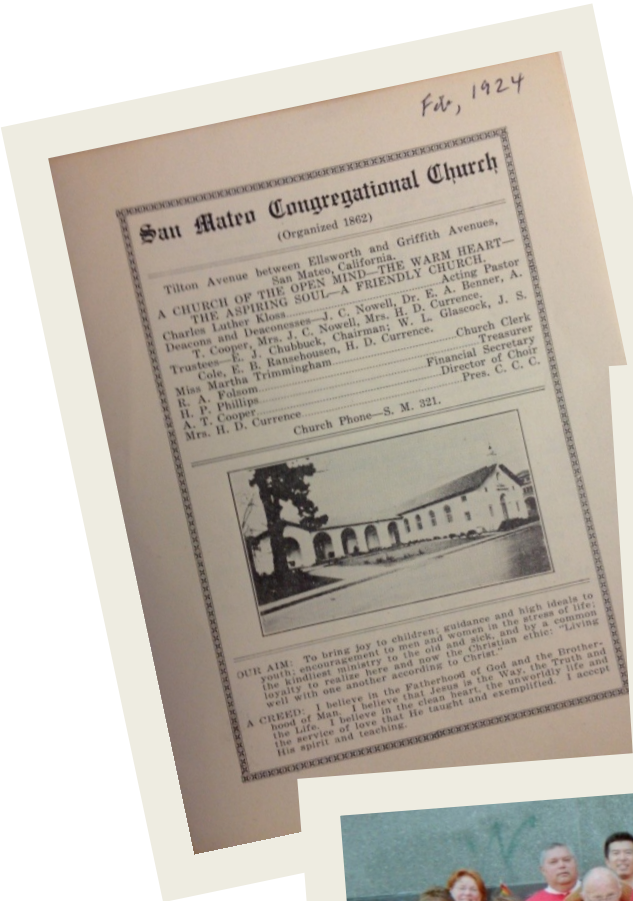 Feb, 1924
San Mateo Congregational Church
(Organized 1862)
Tilton Avenue between Ellsworth and Griffith Avenues,
San Mateo, California.
A CHURCH OF THE OPEN MIND—THE WARM HEART—
THE ASPIRING SOUL—A FRIENDLY CHURCH.
Charles Luther Kloss........Acting Pastor
Deacons and Deaconesses—J. C. Nowell, Dr. E. A. Benner, A.
T. Cooper, Mrs. J. C. Nowell, Mrs. H. D. Currence.
Trustees—E. J. Chubbuck, Chairman; W. L. Glascock, J. S.
Cole, E. B. Ransehousen, H. D. Currence.
Miss Martha Trimmingham........Church Clerk
R. A. Folsom........Treasurer
H. P. Phillips........Financial Secretary
A. T. Cooper........Director of Choir
Mrs. H. D. Currence........Pres. C. C. C.
Church Phone—S. M. 321.
OUR AIM: To bring joy to children; guidance and high ideals to
youth; encouragement to men and women in the stress of life;
the kindliest ministry to the old and sick, and by a common
loyalty to realize here and now the Christian ethic: "Living
well with one another according to Christ."
A CREED: I believe in the Fatherhood of God and the Brother-
hood of Man. I believe that Jesus is the Way, the Truth and
the Life. I believe in the clean heart, the unworldly life and
the service of love that He taught and exemplified. I accept
His spirit and teaching.